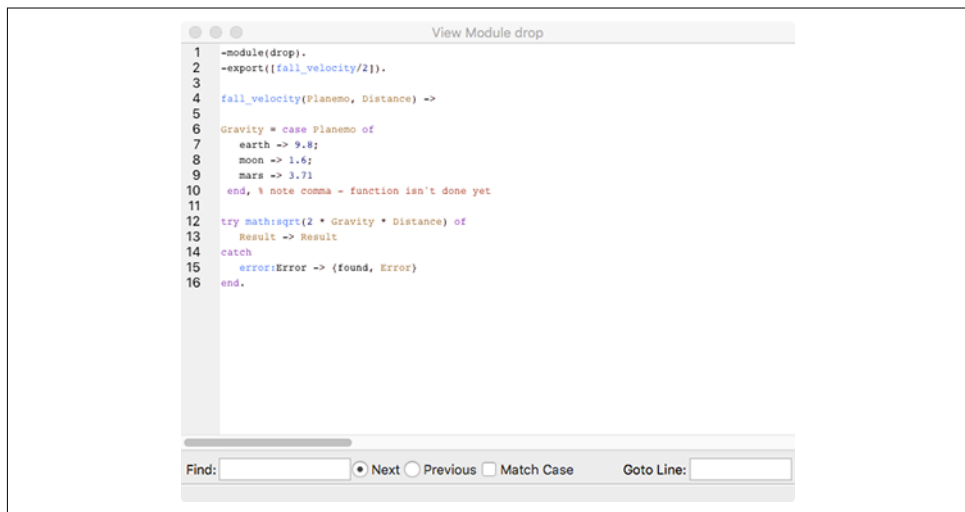 View Module drop
1 -module(drop).
2 -export([fall_velocity/2]).
3
4 fall_velocity(Planemo, Distance) ->
5
6 Gravity = case Planemo of
7 earth -> 9.8;
8 moon -> 1.6;
9 mars -> 3.71
10 end, % note comma - function isn't done yet
11
12 try math:sqrt(2 * Gravity * Distance) of
13 Result -> Result
14 catch
15 error:Error -> {found, Error}
16 end.
Find: Next Previous Match Case Goto Line: